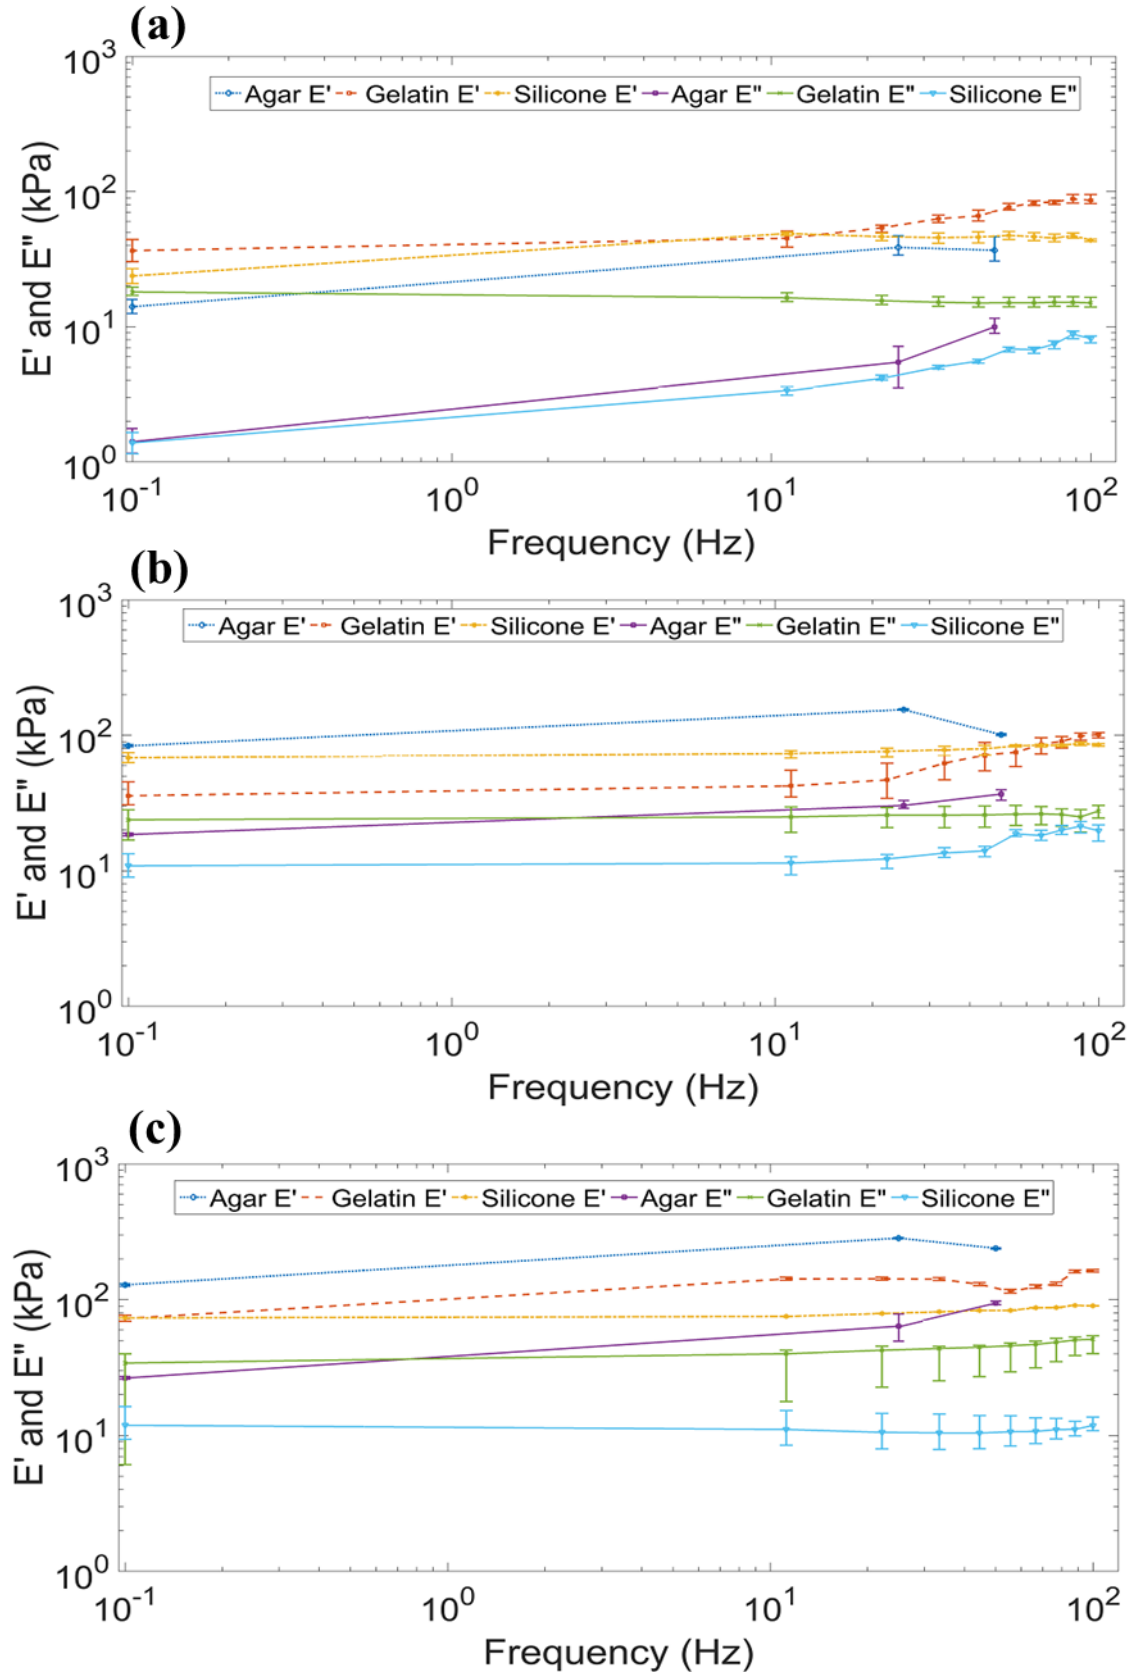 (a)
10³
Agar E' Gelatin E' Silicone E' Agar E" Gelatin E" Silicone E"
10²
10¹
10⁰
E' and E" (kPa)
10⁻¹ 10⁰ 10¹ 10²
Frequency (Hz)
(b)
10³
Agar E' Gelatin E' Silicone E' Agar E" Gelatin E" Silicone E"
10²
10¹
10⁰
E' and E" (kPa)
10⁻¹ 10⁰ 10¹ 10²
Frequency (Hz)
(c)
10³
Agar E' Gelatin E' Silicone E' Agar E" Gelatin E" Silicone E"
10²
10¹
10⁰
E' and E" (kPa)
10⁻¹ 10⁰ 10¹ 10²
Frequency (Hz)